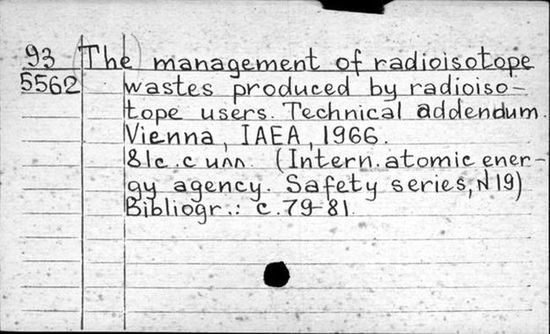 93 (The) management of radioisotope
5562 wastes produced by radioiso-
tope users. Technical addendum.
Vienna, IAEA, 1966.
81c. с илл. (Intern. atomic ener-
gy agency. Safety series, N19)
Bibliogr.: с. 79-81.